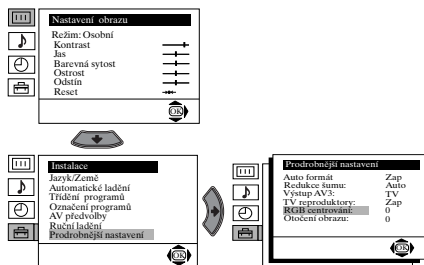 Nastavení obrazu
Režim: Osobní
Kontrast
Jas
Barevná sytost
Ostrost
Odstín
Reset
OK
Instalace
Jazyk/Země
Automatické ladění
Třídění programů
Označení programů
AV předvolby
Ruční ladění
Prodrobnější nastavení
OK
Prodrobnější nastavení
Auto formát Zap
Redukce šumu: Auto
Výstup AV3: TV
TV reproduktory: Zap
RGB centrování: 0
Otočení obrazu: 0
OK